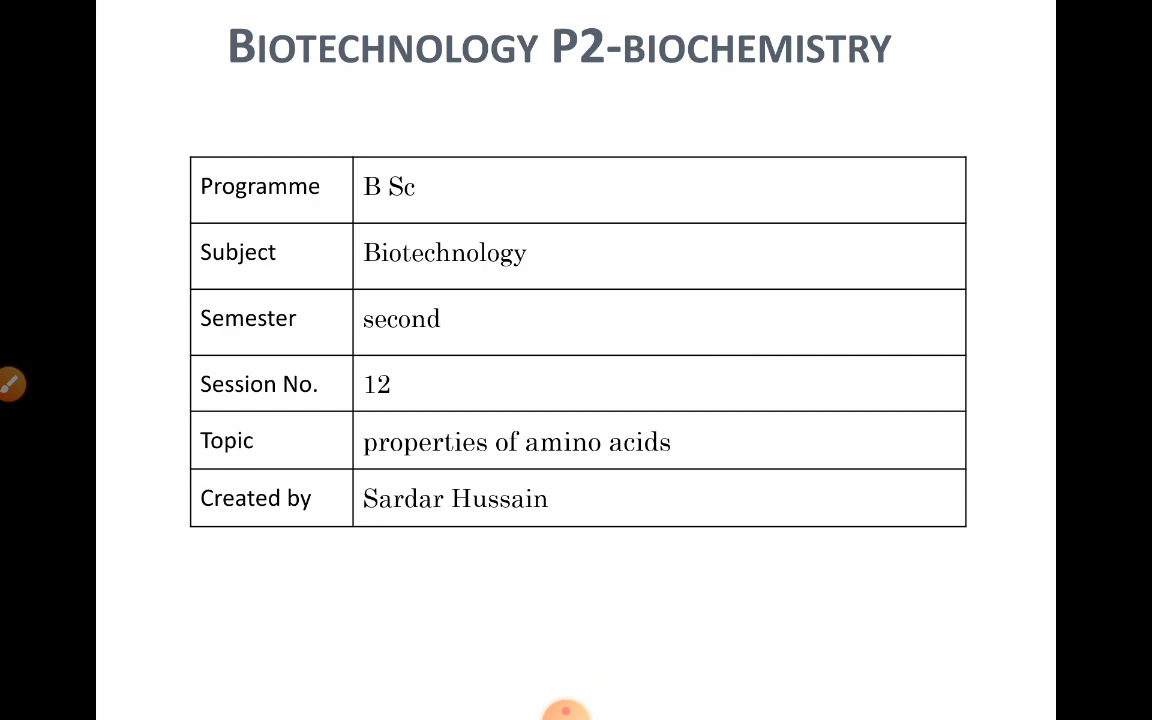 BIOTECHNOLOGY P2-BIOCHEMISTRY
Programme B Sc
Subject Biotechnology
Semester second
Session No. 12
Topic properties of amino acids
Created by Sardar Hussain